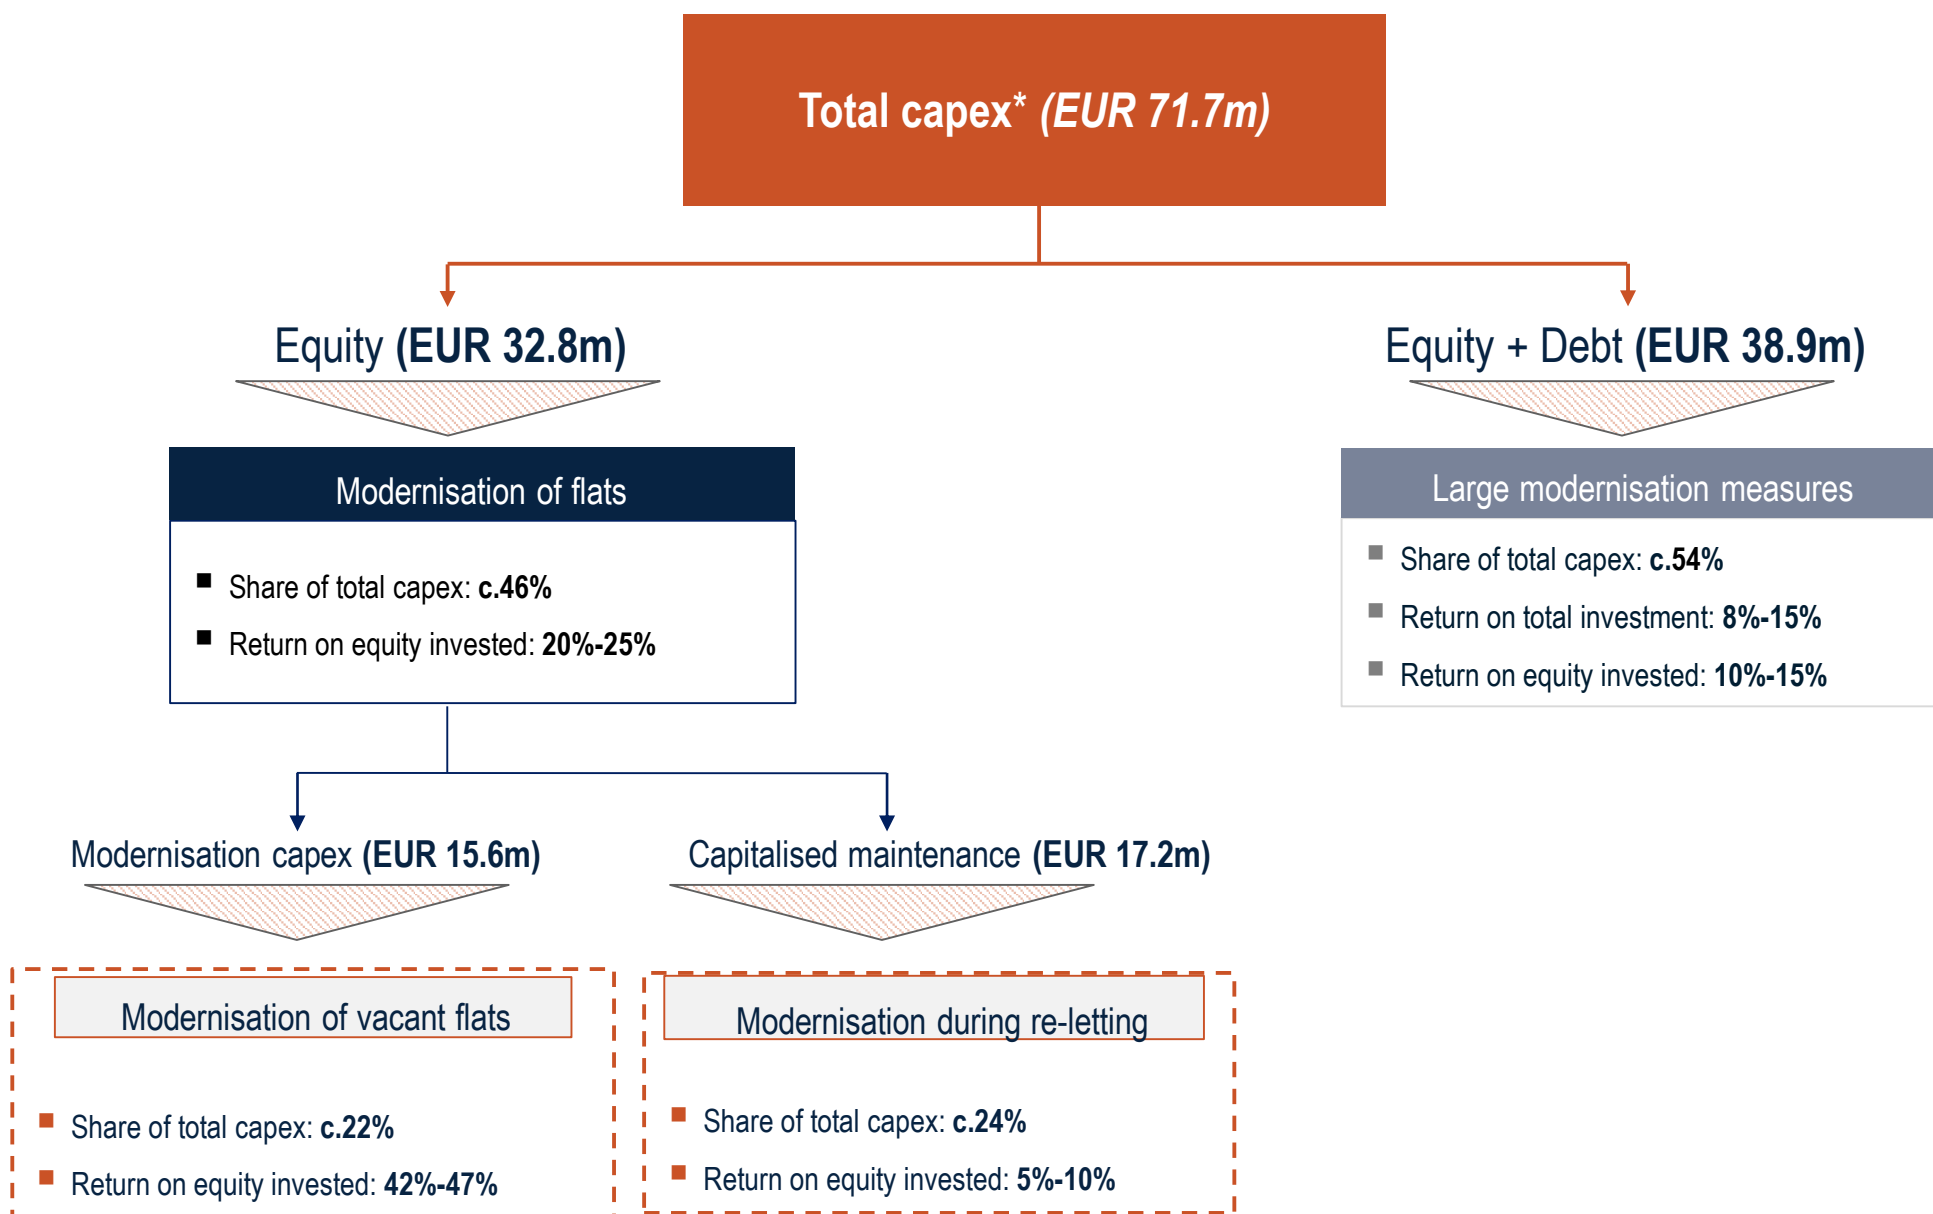 Total capex* (EUR 71.7m)
Equity (EUR 32.8m)
Equity + Debt (EUR 38.9m)
Modernisation of flats
Share of total capex: c.46%
Return on equity invested: 20%-25%
Large modernisation measures
Share of total capex: c.54%
Return on total investment: 8%-15%
Return on equity invested: 10%-15%
Modernisation capex (EUR 15.6m)
Capitalised maintenance (EUR 17.2m)
Modernisation of vacant flats
Share of total capex: c.22%
Return on equity invested: 42%-47%
Modernisation during re-letting
Share of total capex: c.24%
Return on equity invested: 5%-10%